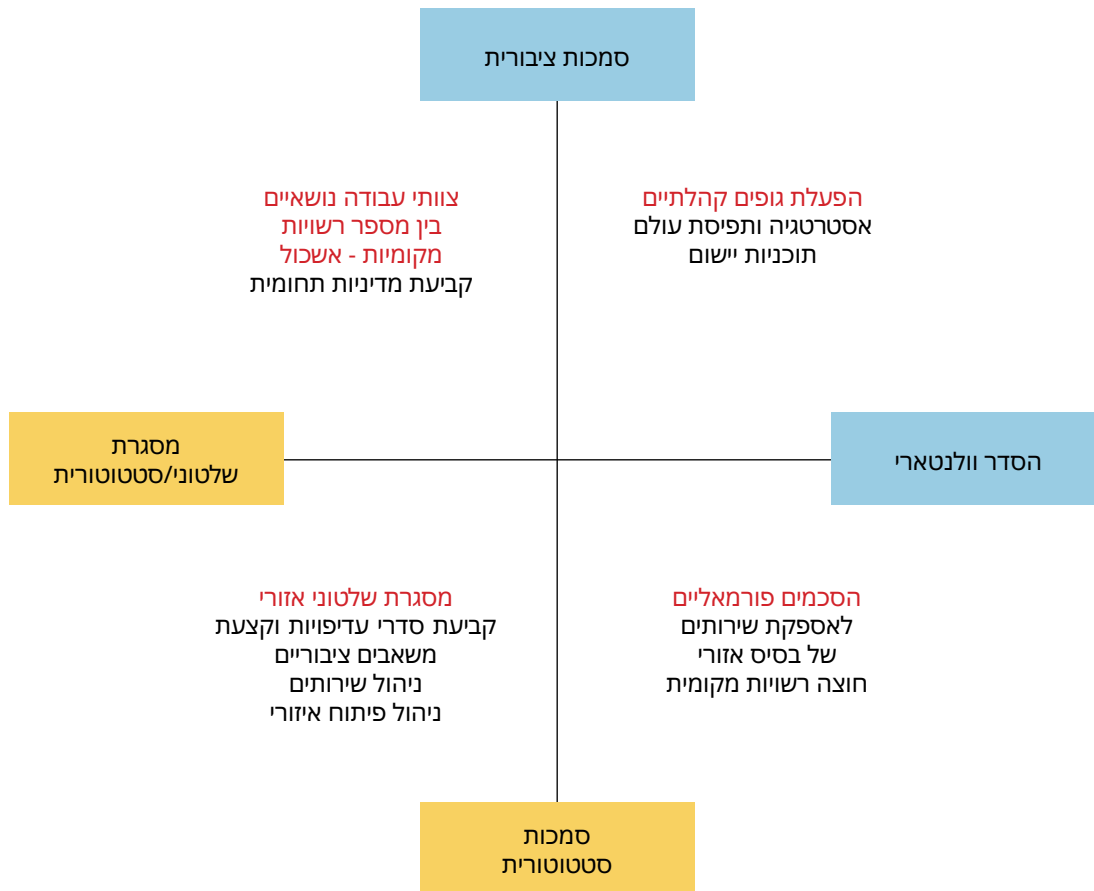 סמכות ציבורית
הפעלת גופים קהלתיים
אסטרטגיה ותפיסת עולם
תוכניות יישום
צוותי עבודה נושאיים
בין מספר רשויות
מקומיות - אשכול
קביעת מדיניות תחומית
הסדר וולנטארי
מסגרת
שלטוני/סטטוטורית
הסכמים פורמאליים
לאספקת שירותים
של בסיס אזורי
חוצה רשויות מקומית
מסגרת שלטוני אזורי
קביעת סדרי עדיפויות וקצעת
משאבים ציבוריים
ניהול שירותים
ניהול פיתוח איזורי
סמכות
סטטוטורית